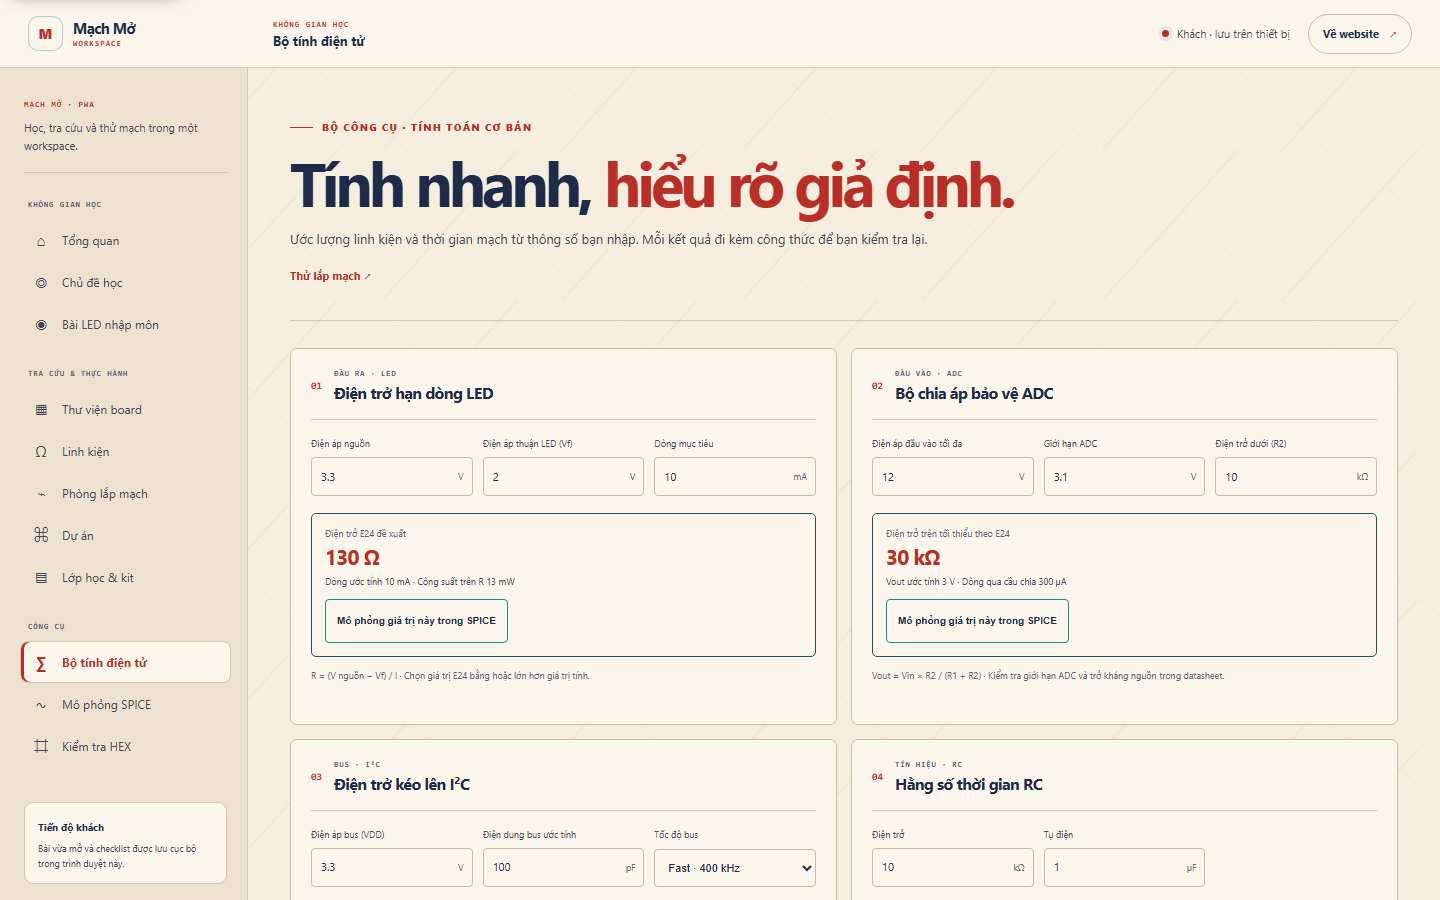 M
Mạch Mở
WORKSPACE
KHÔNG GIAN HỌC
Bộ tính điện tử
Khách · lưu trên thiết bị
Về website ↗
MẠCH MỞ · PWA
Học, tra cứu và thử mạch trong một
workspace.
KHÔNG GIAN HỌC
Tổng quan
Chủ đề học
Bài LED nhập môn
TRA CỨU & THỰC HÀNH
Thư viện board
Ω Linh kiện
Phòng lắp mạch
⌘ Dự án
Lớp học & kit
CÔNG CỤ
∑ Bộ tính điện tử
∿ Mô phỏng SPICE
Kiểm tra HEX
Tiến độ khách
Bài vừa mở và checklist được lưu cục bộ
trong trình duyệt này.
BỘ CÔNG CỤ · TÍNH TOÁN CƠ BẢN
Tính nhanh, hiểu rõ giả định.
Ước lượng linh kiện và thời gian mạch từ thông số bạn nhập. Mỗi kết quả đi kèm công thức để bạn kiểm tra lại.
Thử lắp mạch ↗
01
ĐẦU RA · LED
Điện trở hạn dòng LED
Điện áp nguồn
Điện áp thuận LED (Vf)
Dòng mục tiêu
3.3 V
2 V
10 mA
Điện trở E24 đề xuất
130 Ω
Dòng ước tính 10 mA · Công suất trên R 13 mW
Mô phỏng giá trị này trong SPICE
R = (V nguồn − Vf) / I · Chọn giá trị E24 bằng hoặc lớn hơn giá trị tính.
02
ĐẦU VÀO · ADC
Bộ chia áp bảo vệ ADC
Điện áp đầu vào tối đa
Giới hạn ADC
Điện trở dưới (R2)
12 V
3.1 V
10 kΩ
Điện trở trên tối thiểu theo E24
30 kΩ
Vout ước tính 3 V · Dòng qua cầu chia 300 µA
Mô phỏng giá trị này trong SPICE
Vout = Vin × R2 / (R1 + R2) · Kiểm tra giới hạn ADC và trở kháng nguồn trong datasheet.
03
BUS · I²C
Điện trở kéo lên I²C
Điện áp bus (VDD)
Điện dung bus ước tính
Tốc độ bus
3.3 V
100 pF
Fast · 400 kHz
04
TÍN HIỆU · RC
Hằng số thời gian RC
Điện trở
Tụ điện
10 kΩ
1 µF